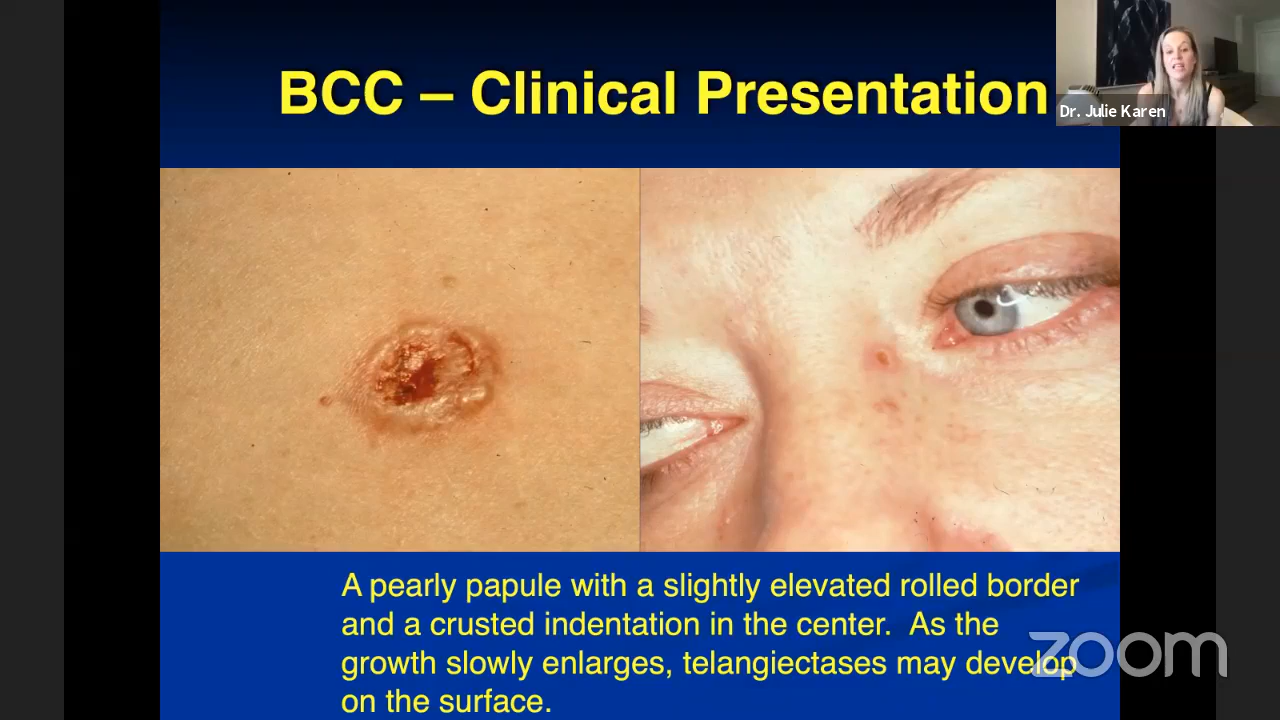 BCC – Clinical Presentation
Dr. Julie Karen
A pearly papule with a slightly elevated rolled border
and a crusted indentation in the center.  As the
growth slowly enlarges, telangiectases may develop
on the surface.
zoom